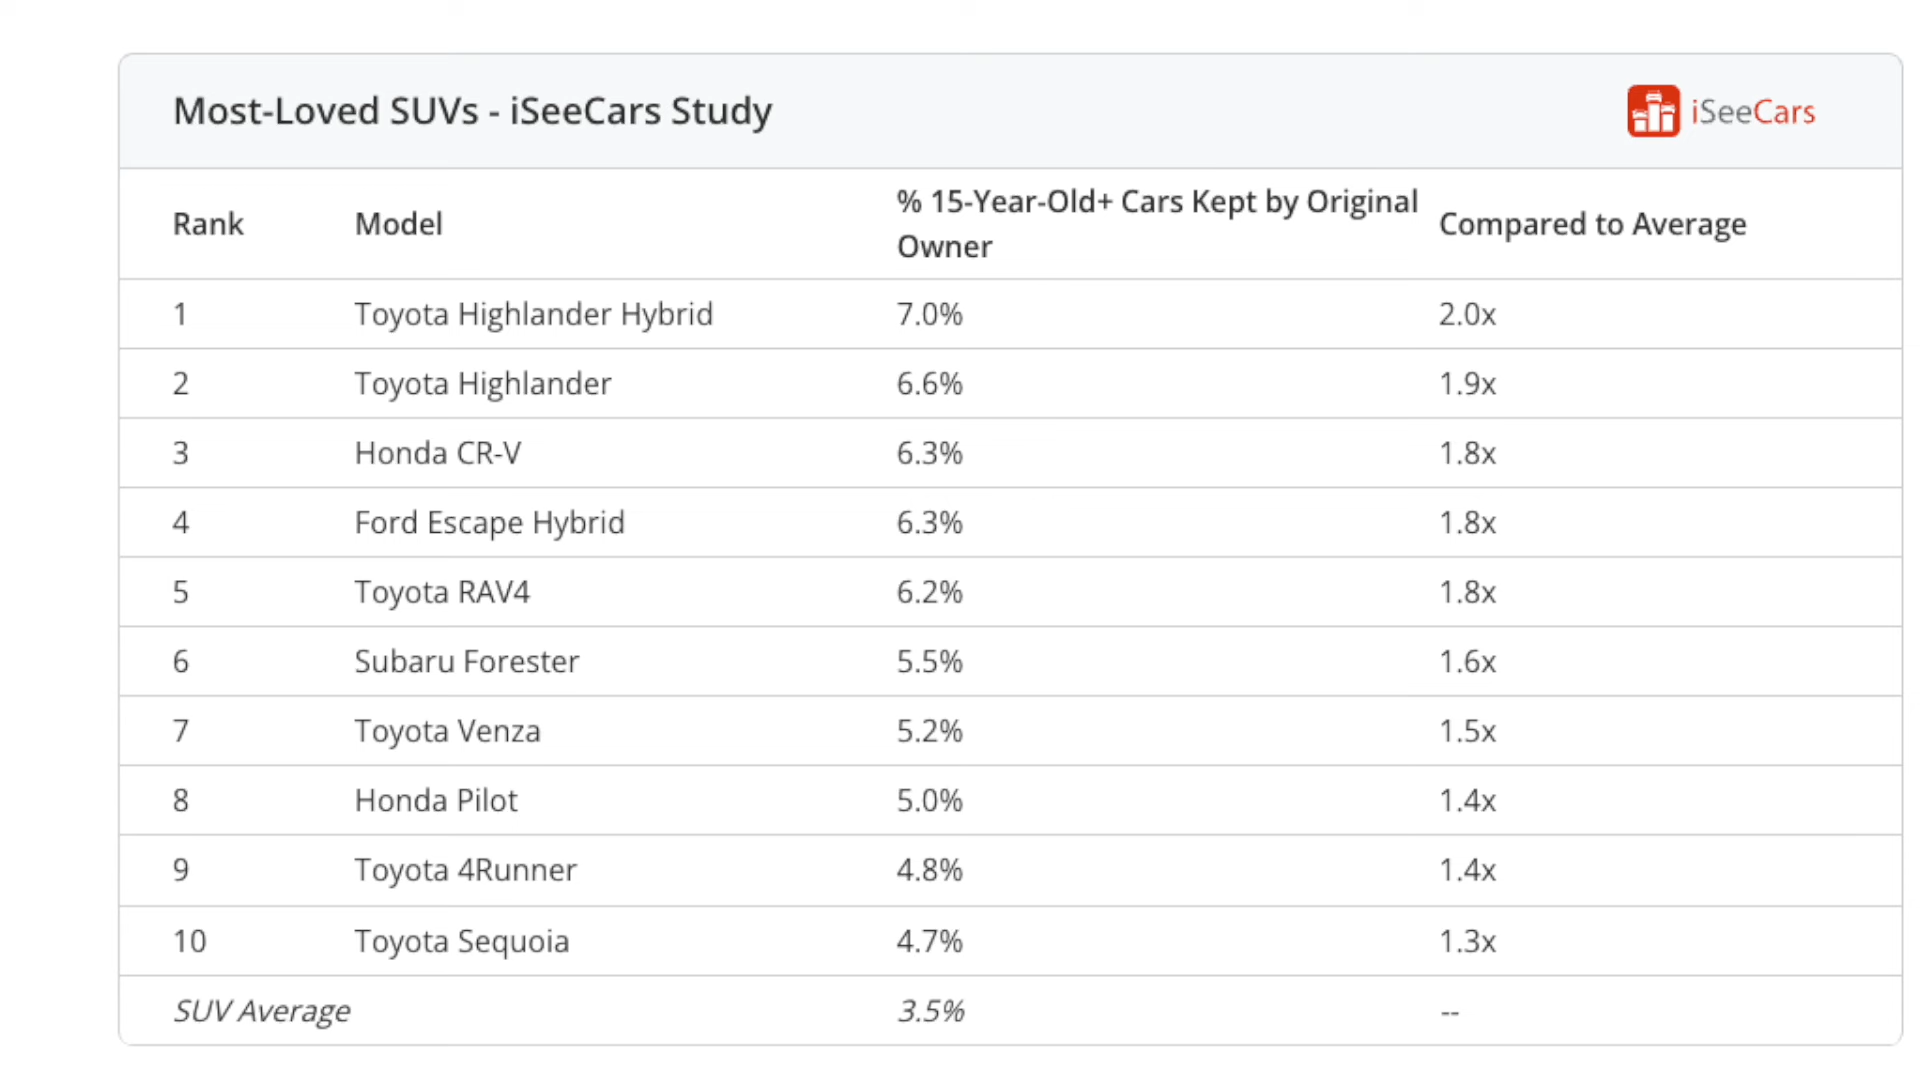 Most-Loved SUVs - iSeeCars Study
iSeeCars
Rank Model % 15-Year-Old+ Cars Kept by Original Owner Compared to Average
1 Toyota Highlander Hybrid 7.0% 2.0x
2 Toyota Highlander 6.6% 1.9x
3 Honda CR-V 6.3% 1.8x
4 Ford Escape Hybrid 6.3% 1.8x
5 Toyota RAV4 6.2% 1.8x
6 Subaru Forester 5.5% 1.6x
7 Toyota Venza 5.2% 1.5x
8 Honda Pilot 5.0% 1.4x
9 Toyota 4Runner 4.8% 1.4x
10 Toyota Sequoia 4.7% 1.3x
SUV Average 3.5% --